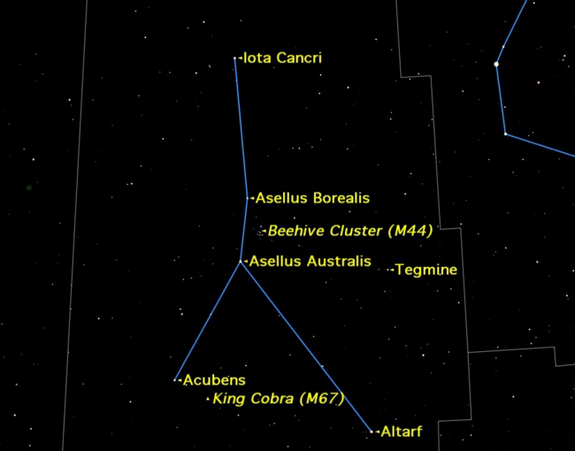 Iota Cancri
Asellus Borealis
Beehive Cluster (M44)
Asellus Australis
Tegmine
Acubens
King Cobra (M67)
Altarf